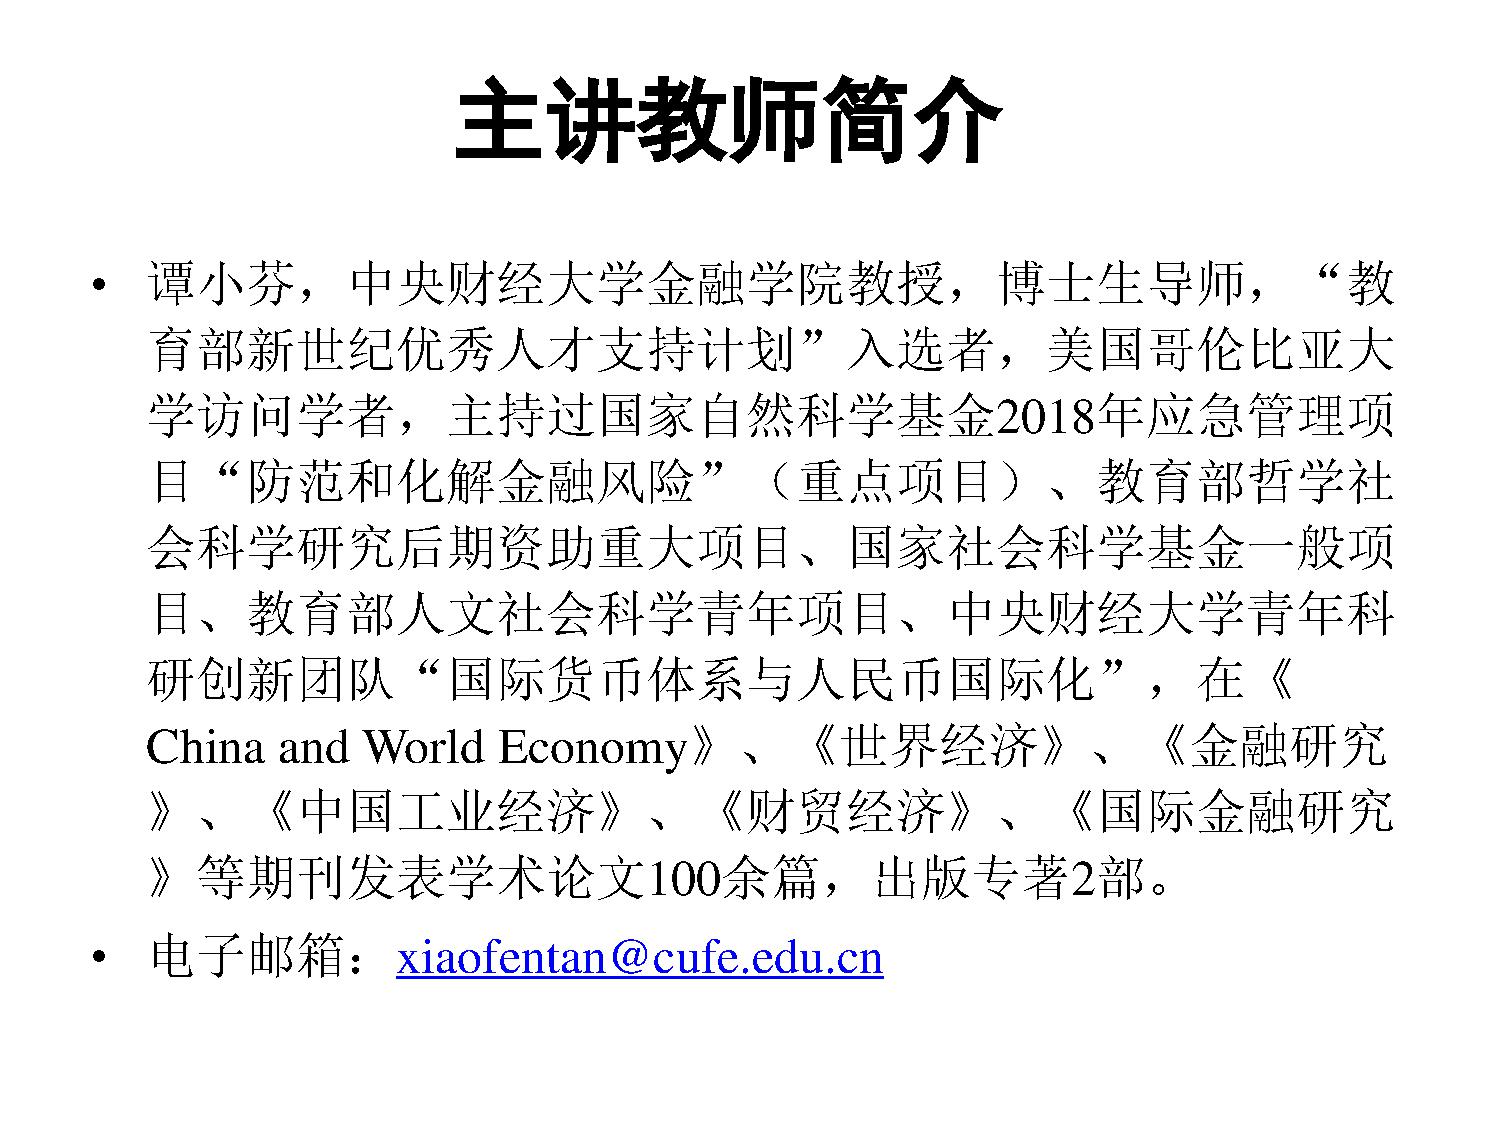 主讲教师简介
• 谭小芬，中央财经大学金融学院教授，博士生导师，“教
育部新世纪优秀人才支持计划”入选者，美国哥伦比亚大
学访问学者，主持过国家自然科学基金2018年应急管理项
目“防范和化解金融风险”（重点项目）、教育部哲学社
会科学研究后期资助重大项目、国家社会科学基金一般项
目、教育部人文社会科学青年项目、中央财经大学青年科
研创新团队“国际货币体系与人民币国际化”，在《
China and World Economy》、《世界经济》、《金融研究
》、《中国工业经济》、《财贸经济》、《国际金融研究
》等期刊发表学术论文100余篇，出版专著2部。
• 电子邮箱：xiaofentan@cufe.edu.cn